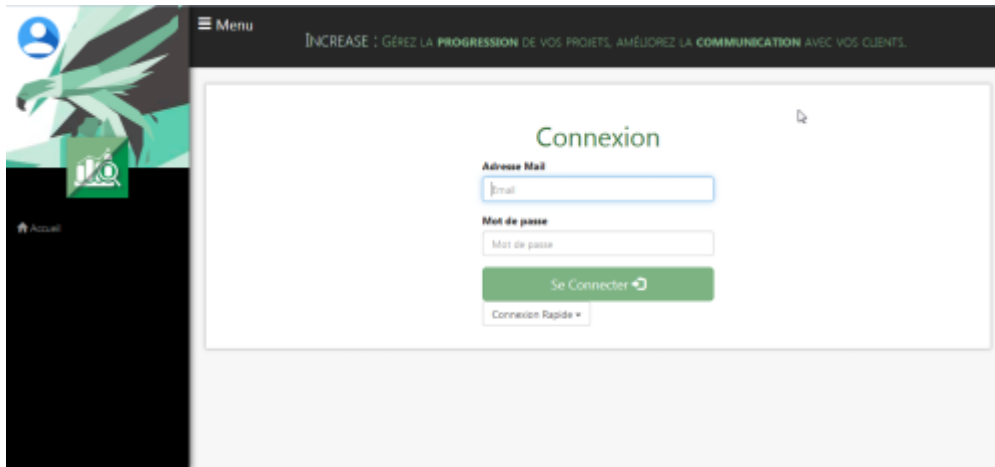 Menu
INCREASE : GÉREZ LA PROGRESSION DE VOS PROJETS, AMÉLIOREZ LA COMMUNICATION AVEC VOS CLIENTS.
Connexion
Adresse Mail
Email
Accueil
Mot de passe
Mot de passe
Se Connecter
Connexion Rapide